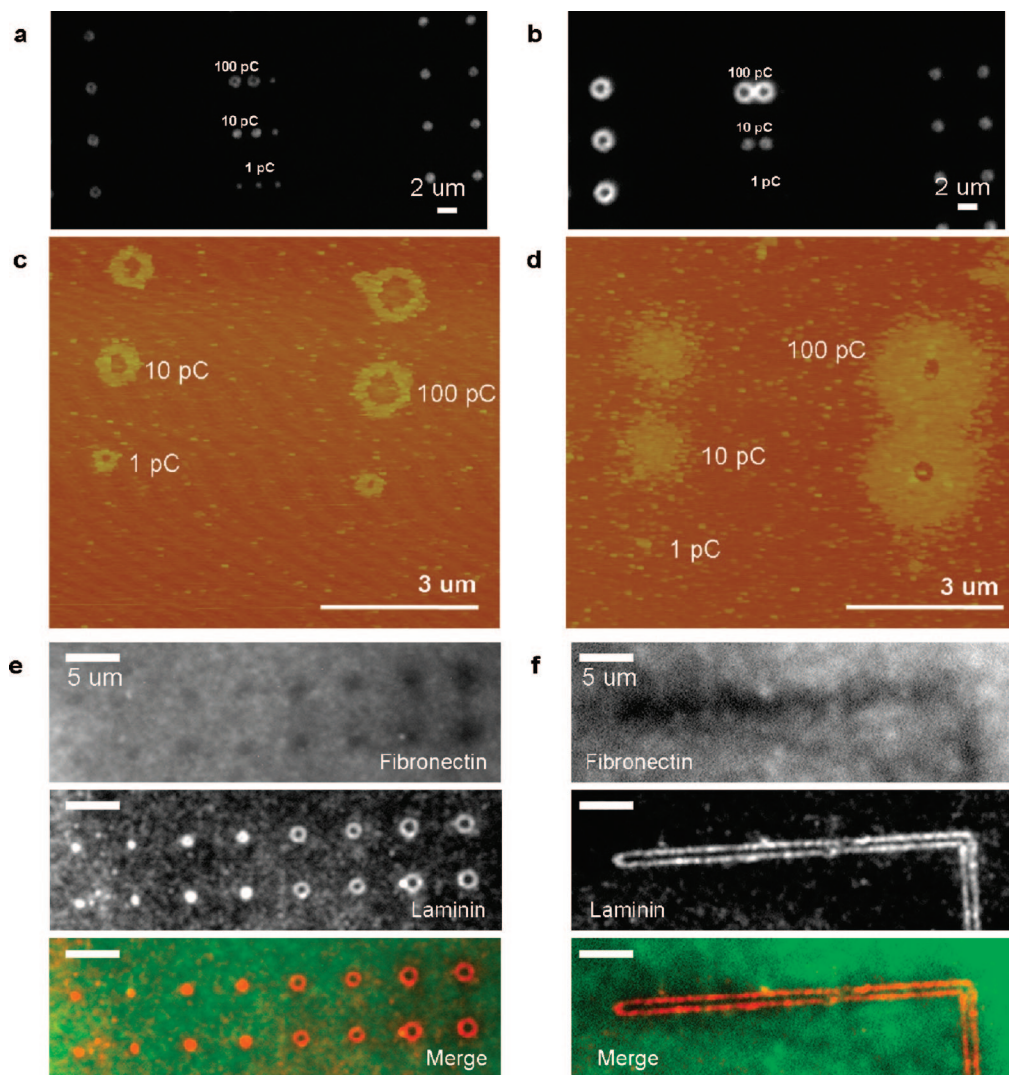 a
100 pC
10 pC
1 pC
2 um
b
100 pC
10 pC
1 pC
2 um
c
10 pC
100 pC
1 pC
3 um
d
100 pC
10 pC
1 pC
3 um
e
5 um
Fibronectin
Laminin
Merge
f
5 um
Fibronectin
Laminin
Merge